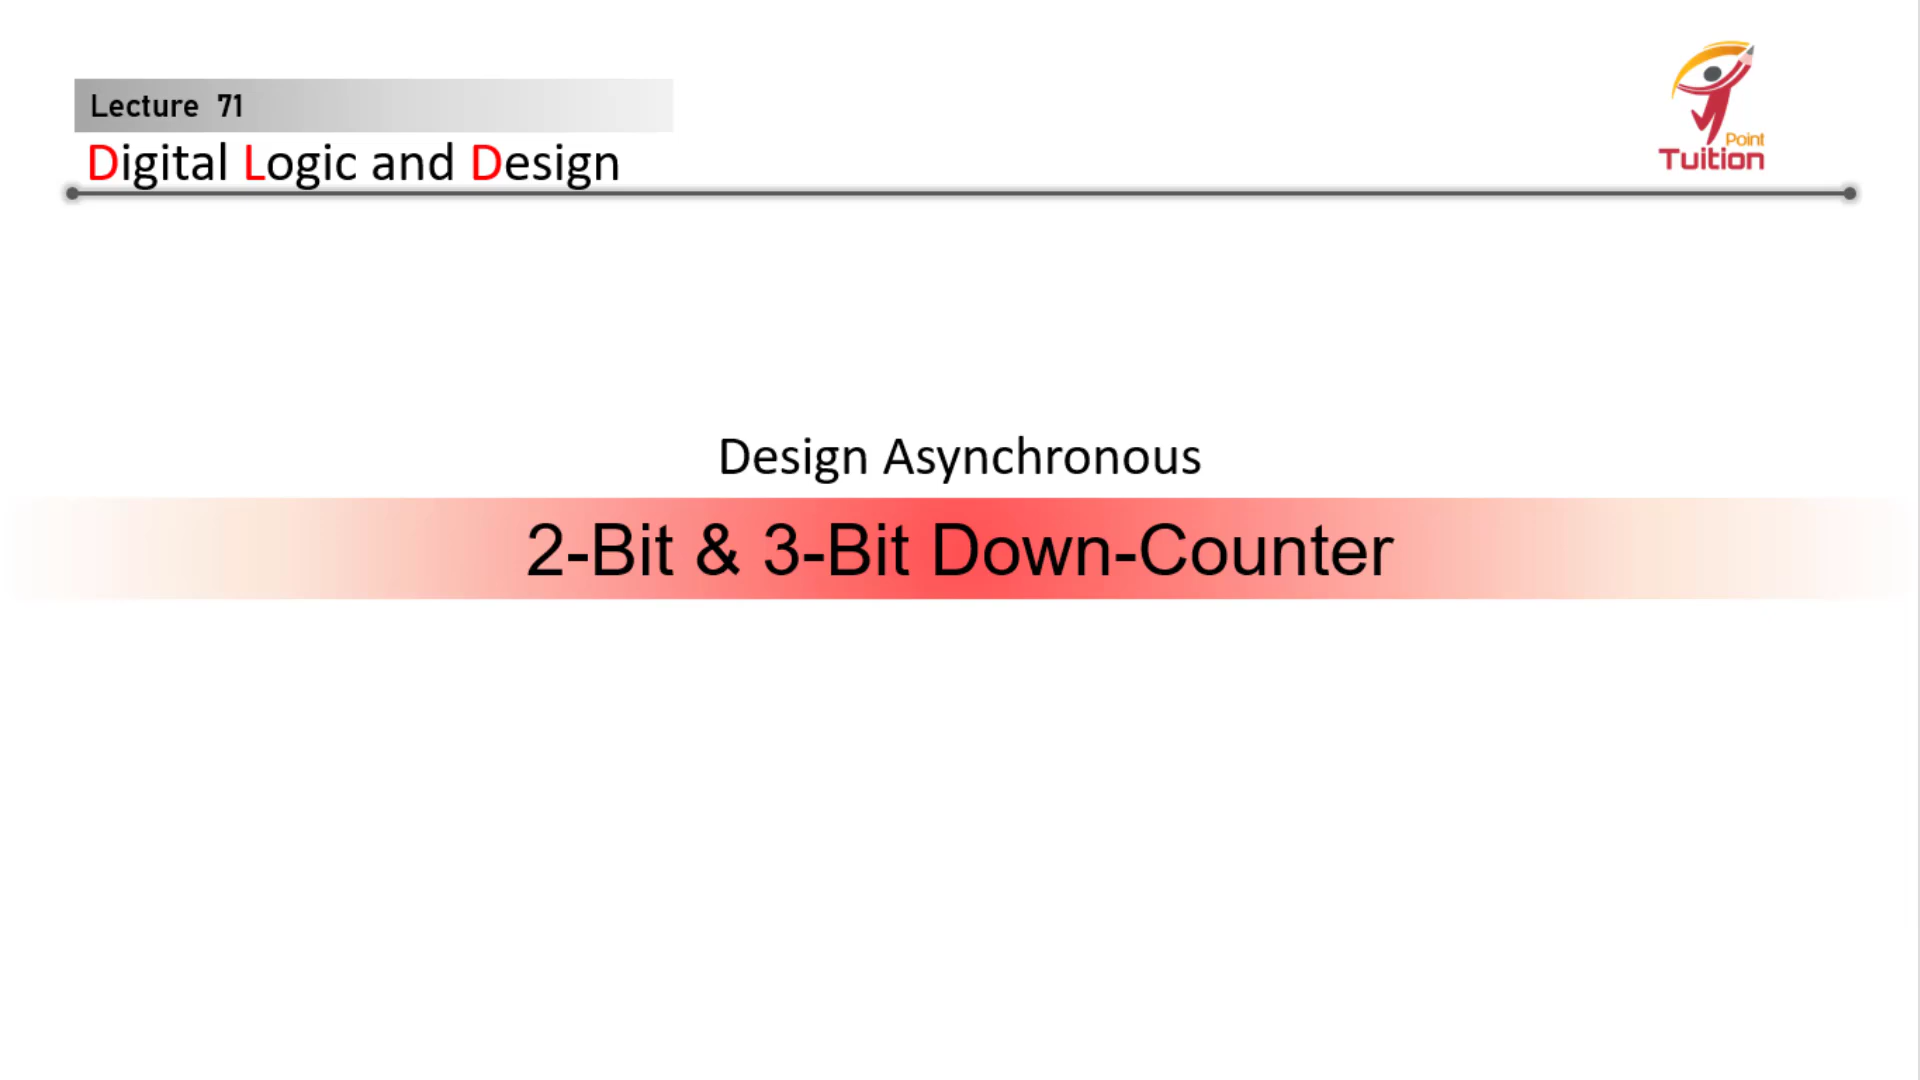 Lecture 71
Digital Logic and Design
Point
Tuition
Design Asynchronous
2-Bit & 3-Bit Down-Counter